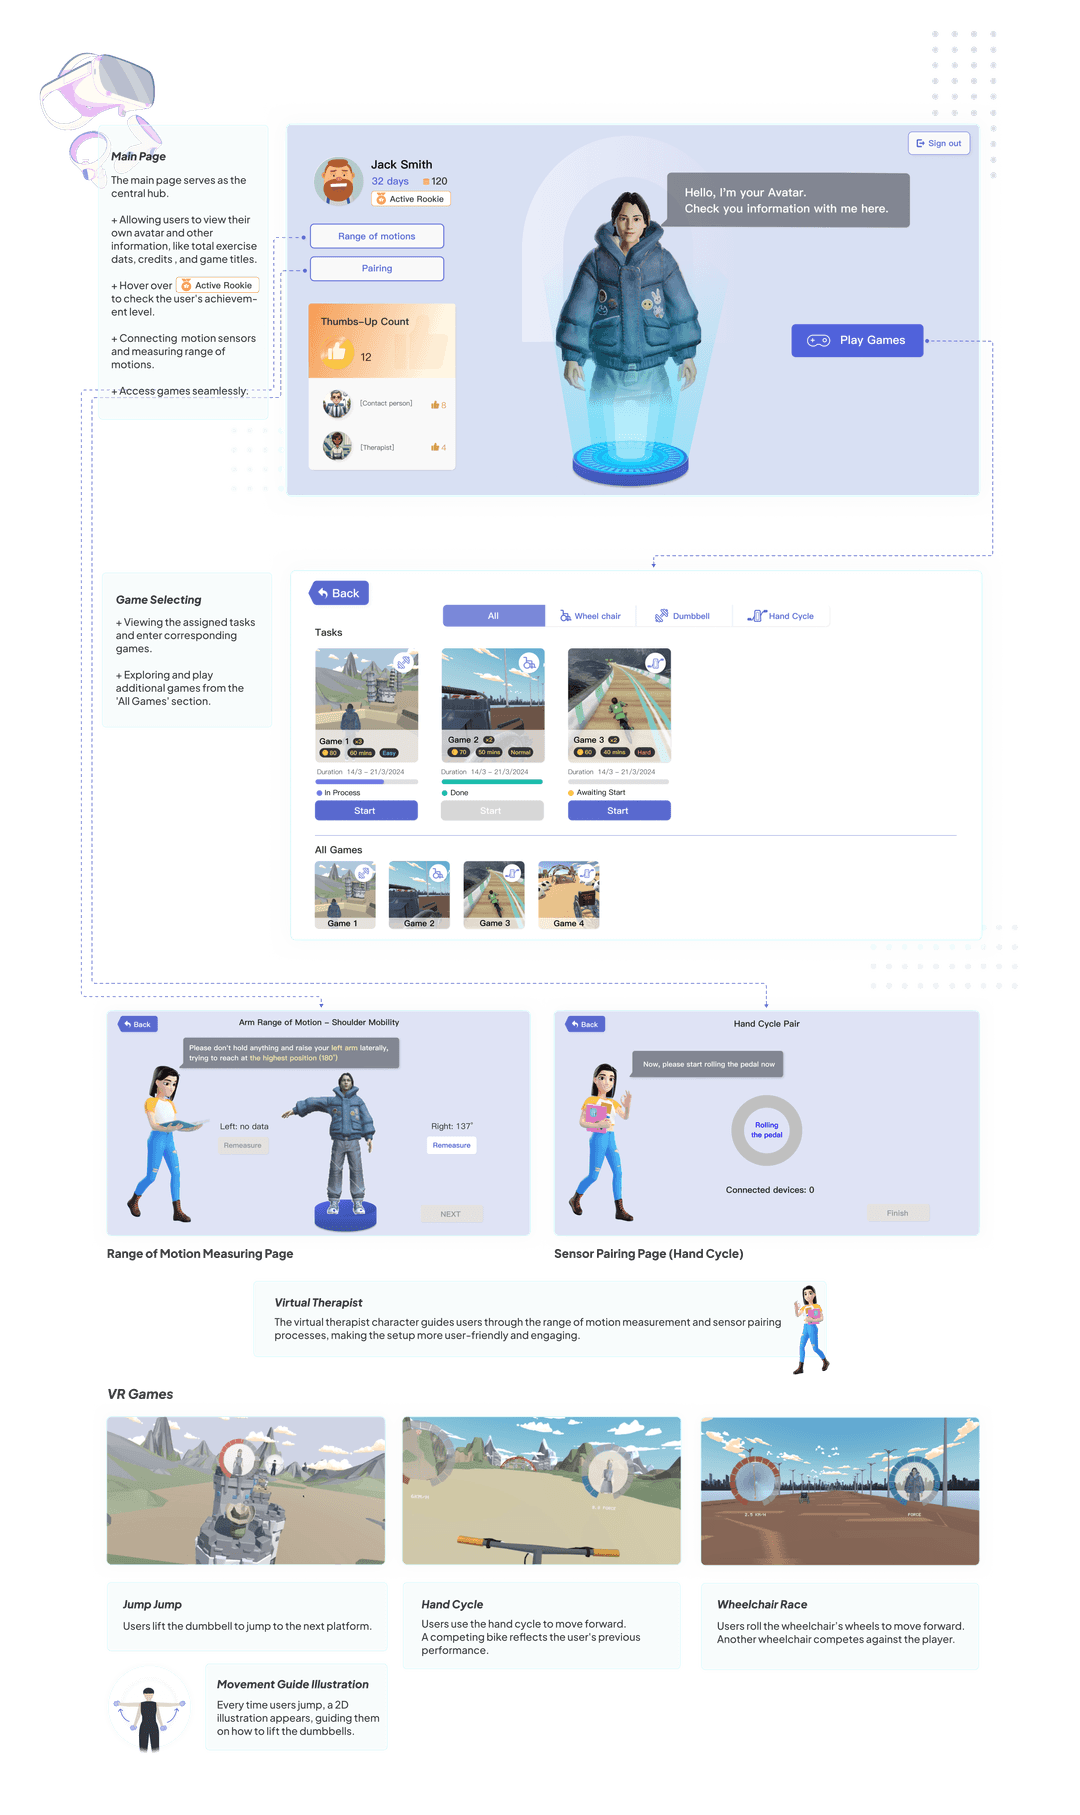 Main Page
The main page serves as the
central hub.
+ Allowing users to view their
own avatar and other
information, like total exercise
dats, credits , and game titles.
+ Hover over Active Rookie
to check the user's achievem-
ent level.
+ Connecting motion sensors
and measuring range of
motions.
+ Access games seamlessly.
Sign out
Jack Smith
32 days 120
Active Rookie
Range of motions
Pairing
Hello, I'm your Avatar.
Check you information with me here.
Thumbs-Up Count
12
[Contact person] 8
[Therapist] 4
Play Games
Game Selecting
+ Viewing the assigned tasks
and enter corresponding
games.
+ Exploring and play
additional games from the
'All Games' section.
Back
All Wheel chair Dumbbell Hand Cycle
Tasks
Game 1 x2
80 60 mins Easy
Duration 14/3 - 21/3/2024
In Process
Start
Game 2 x2
70 50 mins Normal
Duration 14/3 - 21/3/2024
Done
Start
Game 3 x2
60 40 mins Hard
Duration 14/3 - 21/3/2024
Awaiting Start
Start
All Games
Game 1 Game 2 Game 3 Game 4
Back
Arm Range of Motion - Shoulder Mobility
Please don't hold anything and raise your left arm laterally,
trying to reach at the highest position (180°)
Left: no data
Remeasure
Right: 137°
Remeasure
NEXT
Range of Motion Measuring Page
Back
Hand Cycle Pair
Now, please start rolling the pedal now
Rolling
the pedal
Connected devices: 0
Finish
Sensor Pairing Page (Hand Cycle)
Virtual Therapist
The virtual therapist character guides users through the range of motion measurement and sensor pairing
processes, making the setup more user-friendly and engaging.
VR Games
FORCE
Jump Jump
Users lift the dumbbell to jump to the next platform.
Hand Cycle
Users use the hand cycle to move forward.
A competing bike reflects the user's previous
performance.
Wheelchair Race
Users roll the wheelchair's wheels to move forward.
Another wheelchair competes against the player.
Movement Guide Illustration
Every time users jump, a 2D
illustration appears, guiding them
on how to lift the dumbbells.